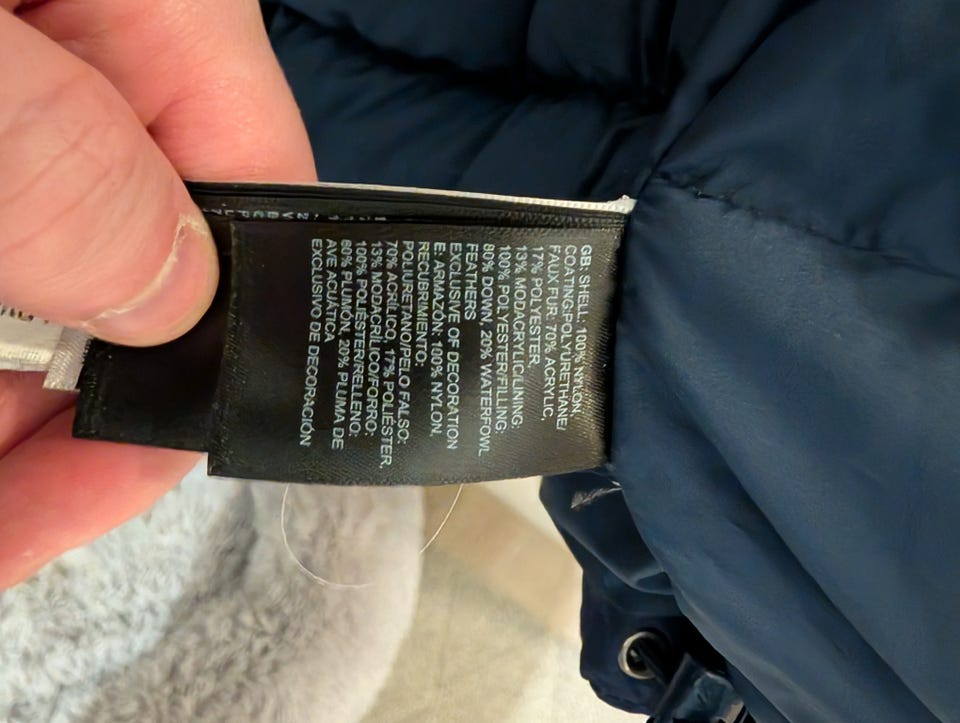 GB: SHELL: 100% NYLON,
COATING:POLYURETHANE/
FAUX FUR: 70% ACRYLIC,
17% POLYESTER,
13% MODACRYLIC/LINING:
100% POLYESTER/FILLING:
80% DOWN, 20% WATERFOWL
FEATHERS
EXCLUSIVE OF DECORATION
E: ARMAZÓN: 100% NYLON,
RECUBRIMIENTO:
POLIURETANO/PELO FALSO:
70% ACRÍLICO, 17% POLIÉSTER,
13% MODACRÍLICO/FORRO:
100% POLIÉSTER/RELLENO:
80% PLUMÓN, 20% PLUMA DE
AVE ACUÁTICA
EXCLUSIVO DE DECORACIÓN